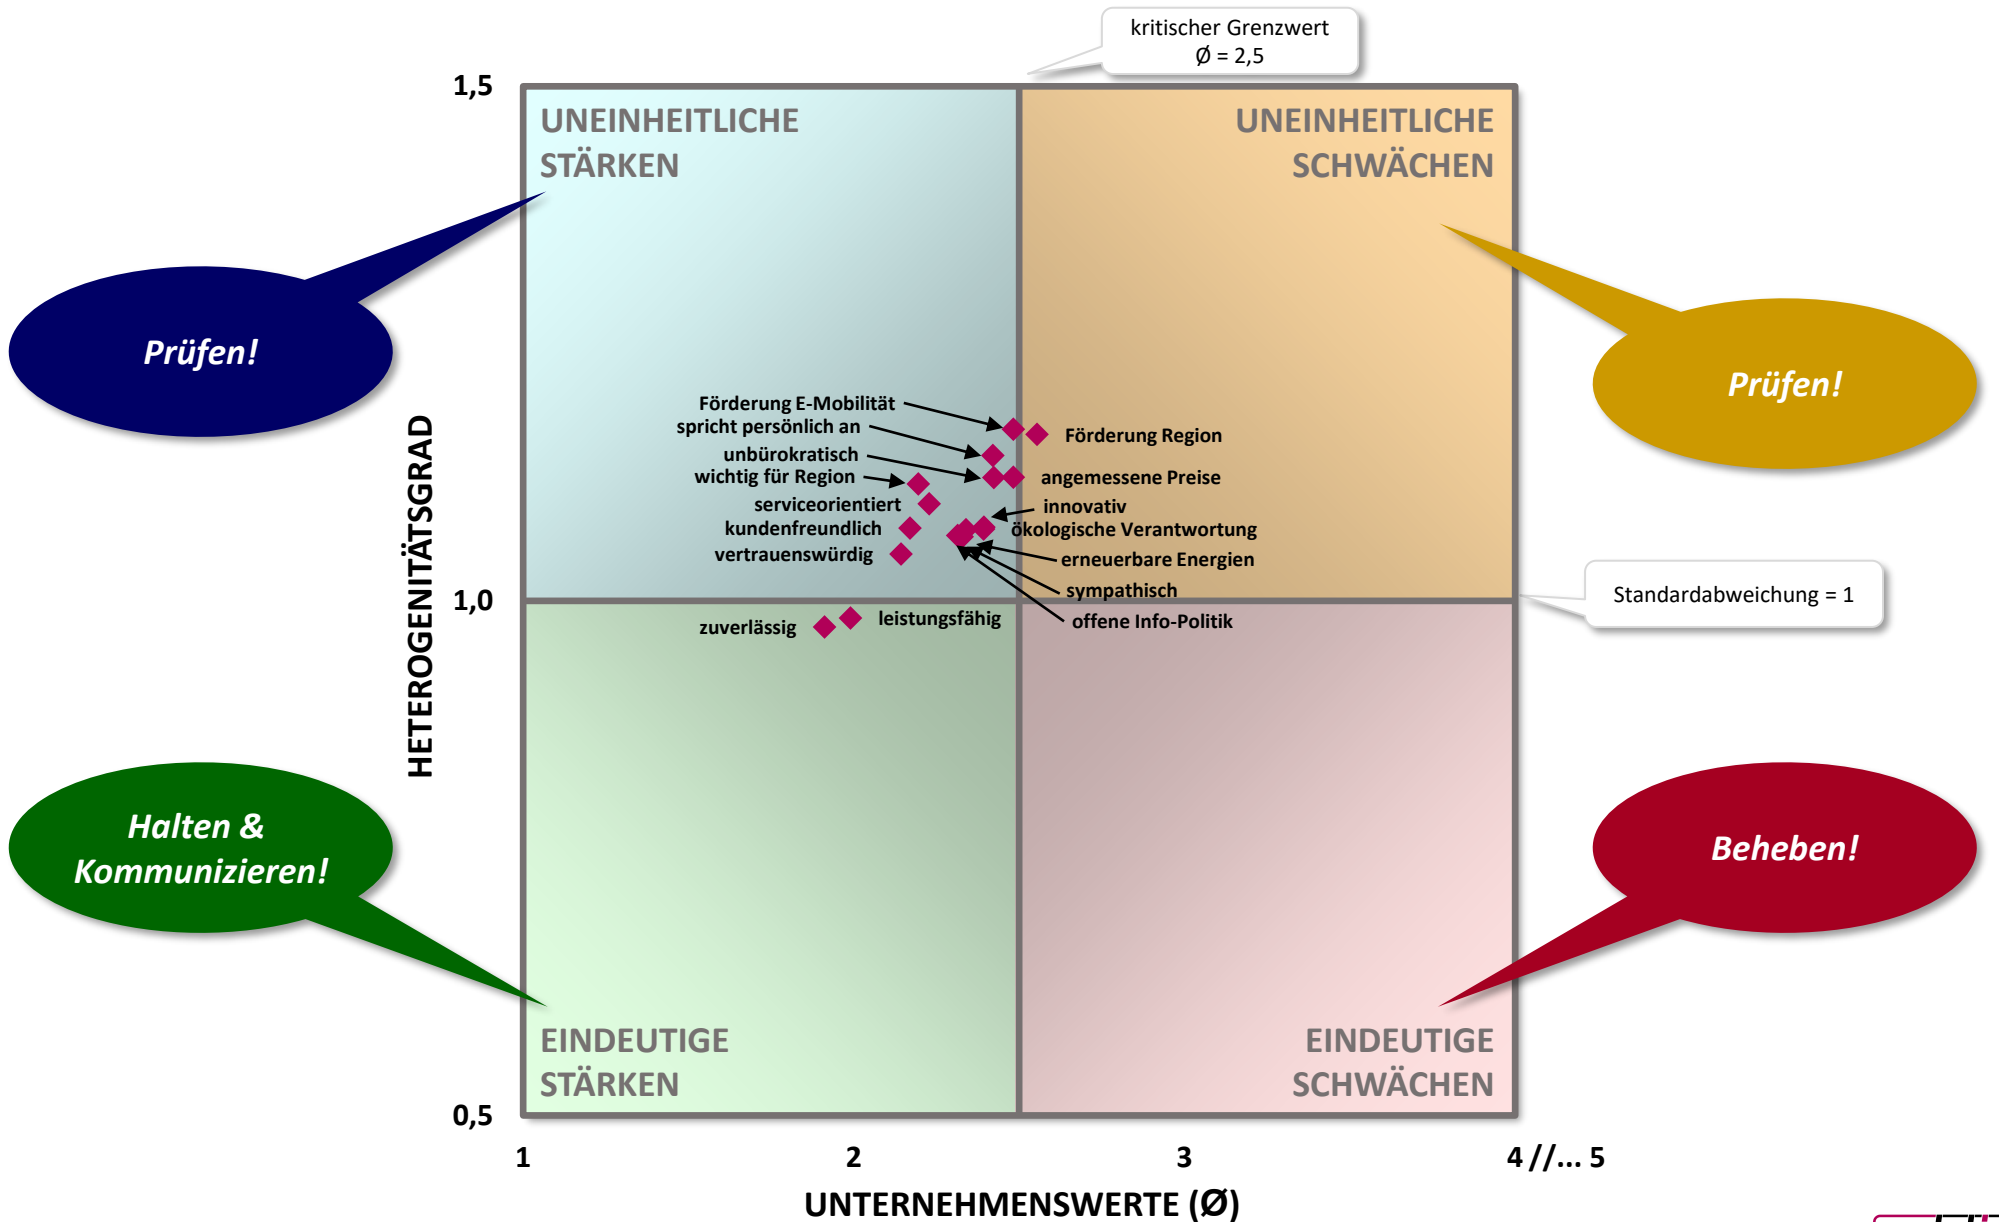 kritischer Grenzwert
Ø = 2,5
1,5
UNEINHEITLICHE
STÄRKEN
UNEINHEITLICHE
SCHWÄCHEN
Prüfen!
Prüfen!
HETEROGENITÄTSGRAD
Förderung E-Mobilität
spricht persönlich an
Förderung Region
unbürokratisch
wichtig für Region
angemessene Preise
serviceorientiert
innovativ
kundenfreundlich
ökologische Verantwortung
vertrauenswürdig
erneuerbare Energien
sympathisch
offene Info-Politik
1,0
Standardabweichung = 1
zuverlässig
leistungsfähig
Halten &
Kommunizieren!
Beheben!
EINDEUTIGE
STÄRKEN
EINDEUTIGE
SCHWÄCHEN
0,5
1 2 3 4 //... 5
UNTERNEHMENSWERTE (Ø)